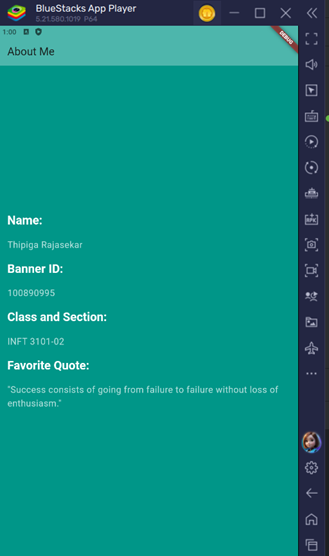 BlueStacks App Player
5.21.580.1019 P64
1:00
About Me
DEBUG
Name:
Thipiga Rajasekar
Banner ID:
100890995
Class and Section:
INFT 3101-02
Favorite Quote:
"Success consists of going from failure to failure without loss of
enthusiasm."